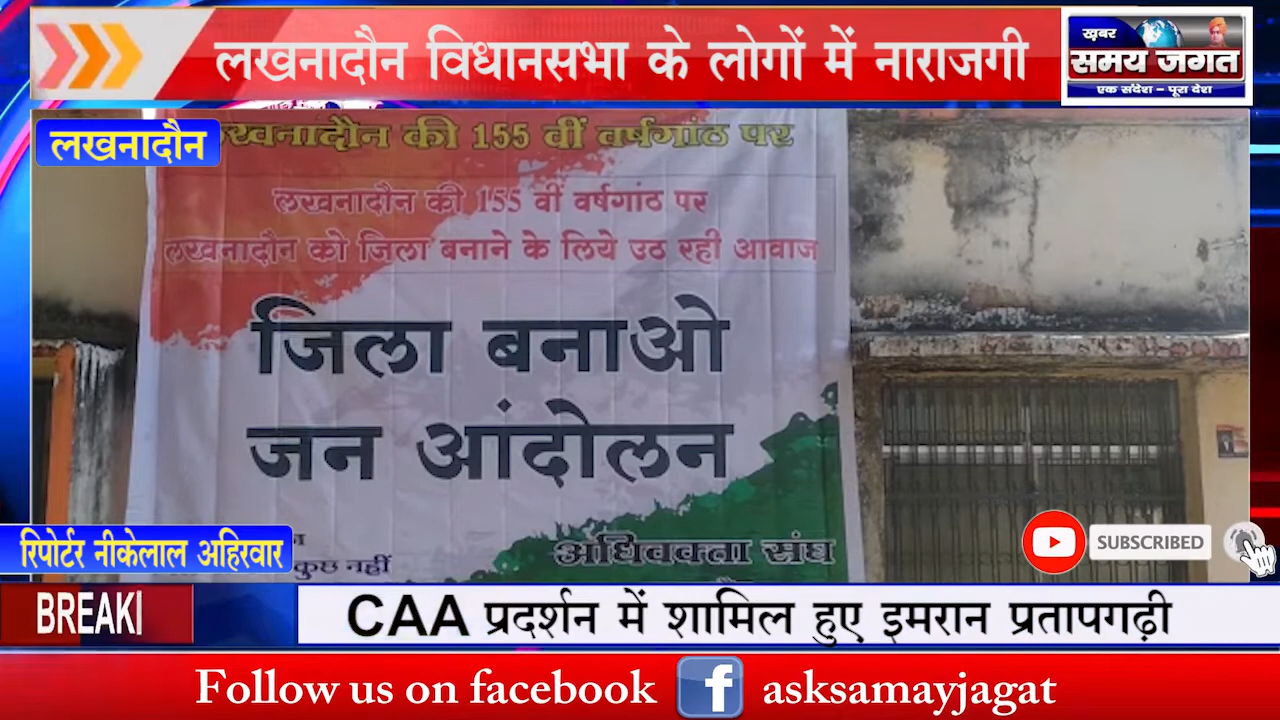 लखनादौन विधानसभा के लोगों में नाराजगी
ख़बर
समय जगत
एक संदेश - पूरा देश
लखनादौन
लखनादौन की 155 वीं वर्षगांठ पर
लखनादौन की 155 वीं वर्षगांठ पर
लखनादौन को जिला बनाने के लिये उठ रही आवाज
जिला बनाओ
जन आंदोलन
कुछ नहीं
अधिवक्ता संघ
रिपोर्टर नीकेलाल अहिरवार
SUBSCRIBED
BREAKI
CAA प्रदर्शन में शामिल हुए इमरान प्रतापगढ़ी
Follow us on facebook f asksamayjagat